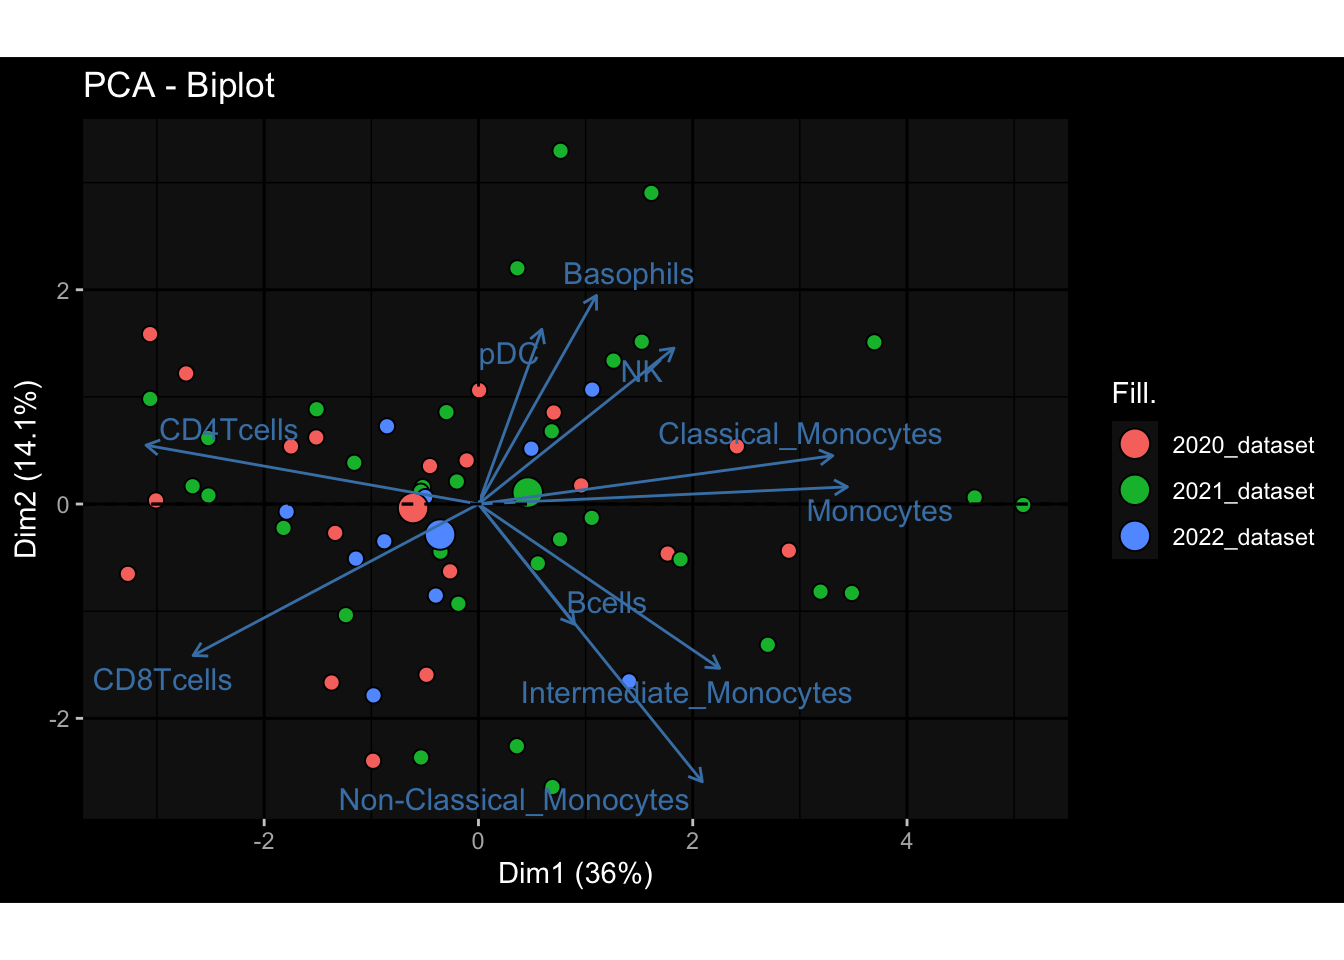 PCA - Biplot
Basophils
pDC
NK
CD4Tcells
Classical_Monocytes
Monocytes
Bcells
CD8Tcells
Intermediate_Monocytes
Non-Classical_Monocytes
2
0
-2
-2
0
2
4
Dim1 (36%)
Dim2 (14.1%)
Fill.
2020_dataset
2021_dataset
2022_dataset